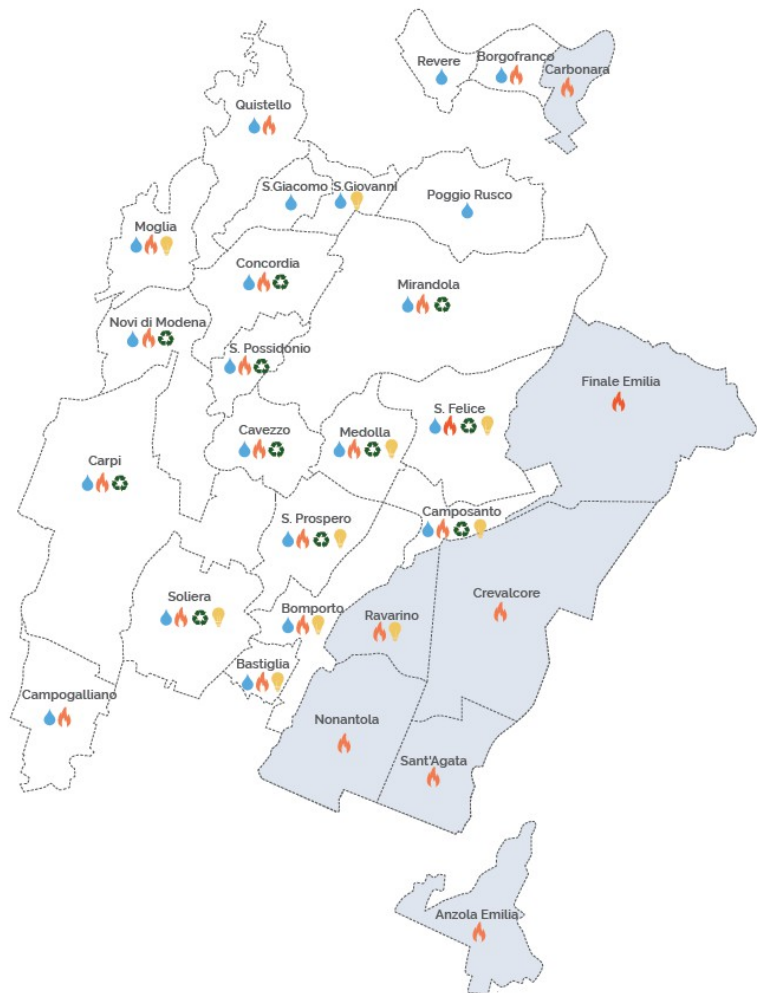 Revere
Borgofranco
Carbonara
Quistello
S.Giacomo
S.Giovanni
Poggio Rusco
Moglia
Concordia
Mirandola
Novi di Modena
S. Possidonio
Finale Emilia
S. Felice
Cavezzo
Medolla
Carpi
Camposanto
S. Prospero
Crevalcore
Soliera
Bomporto
Ravarino
Bastiglia
Campogalliano
Nonantola
Sant'Agata
Anzola Emilia